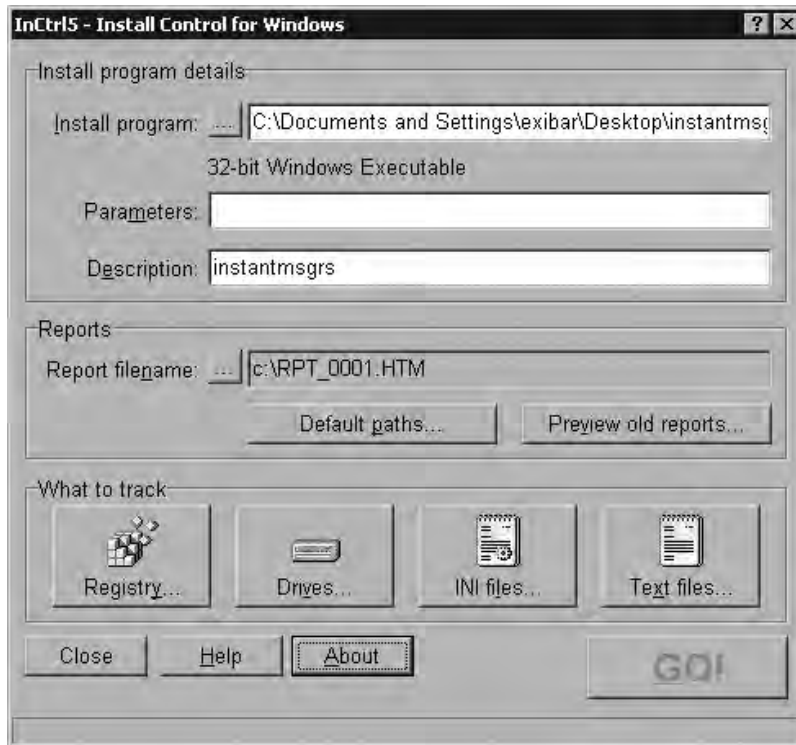 InCtrl5 - Install Control for Windows
Install program details
Install program: ... C:\Documents and Settings\exibar\Desktop\instantmsg
32-bit Windows Executable
Parameters:
Description: instantmsgrs
Reports
Report filename: ... c:\RPT_0001.HTM
Default paths... Preview old reports...
What to track
Registry... Drives... INI files... Text files...
Close Help About GO!